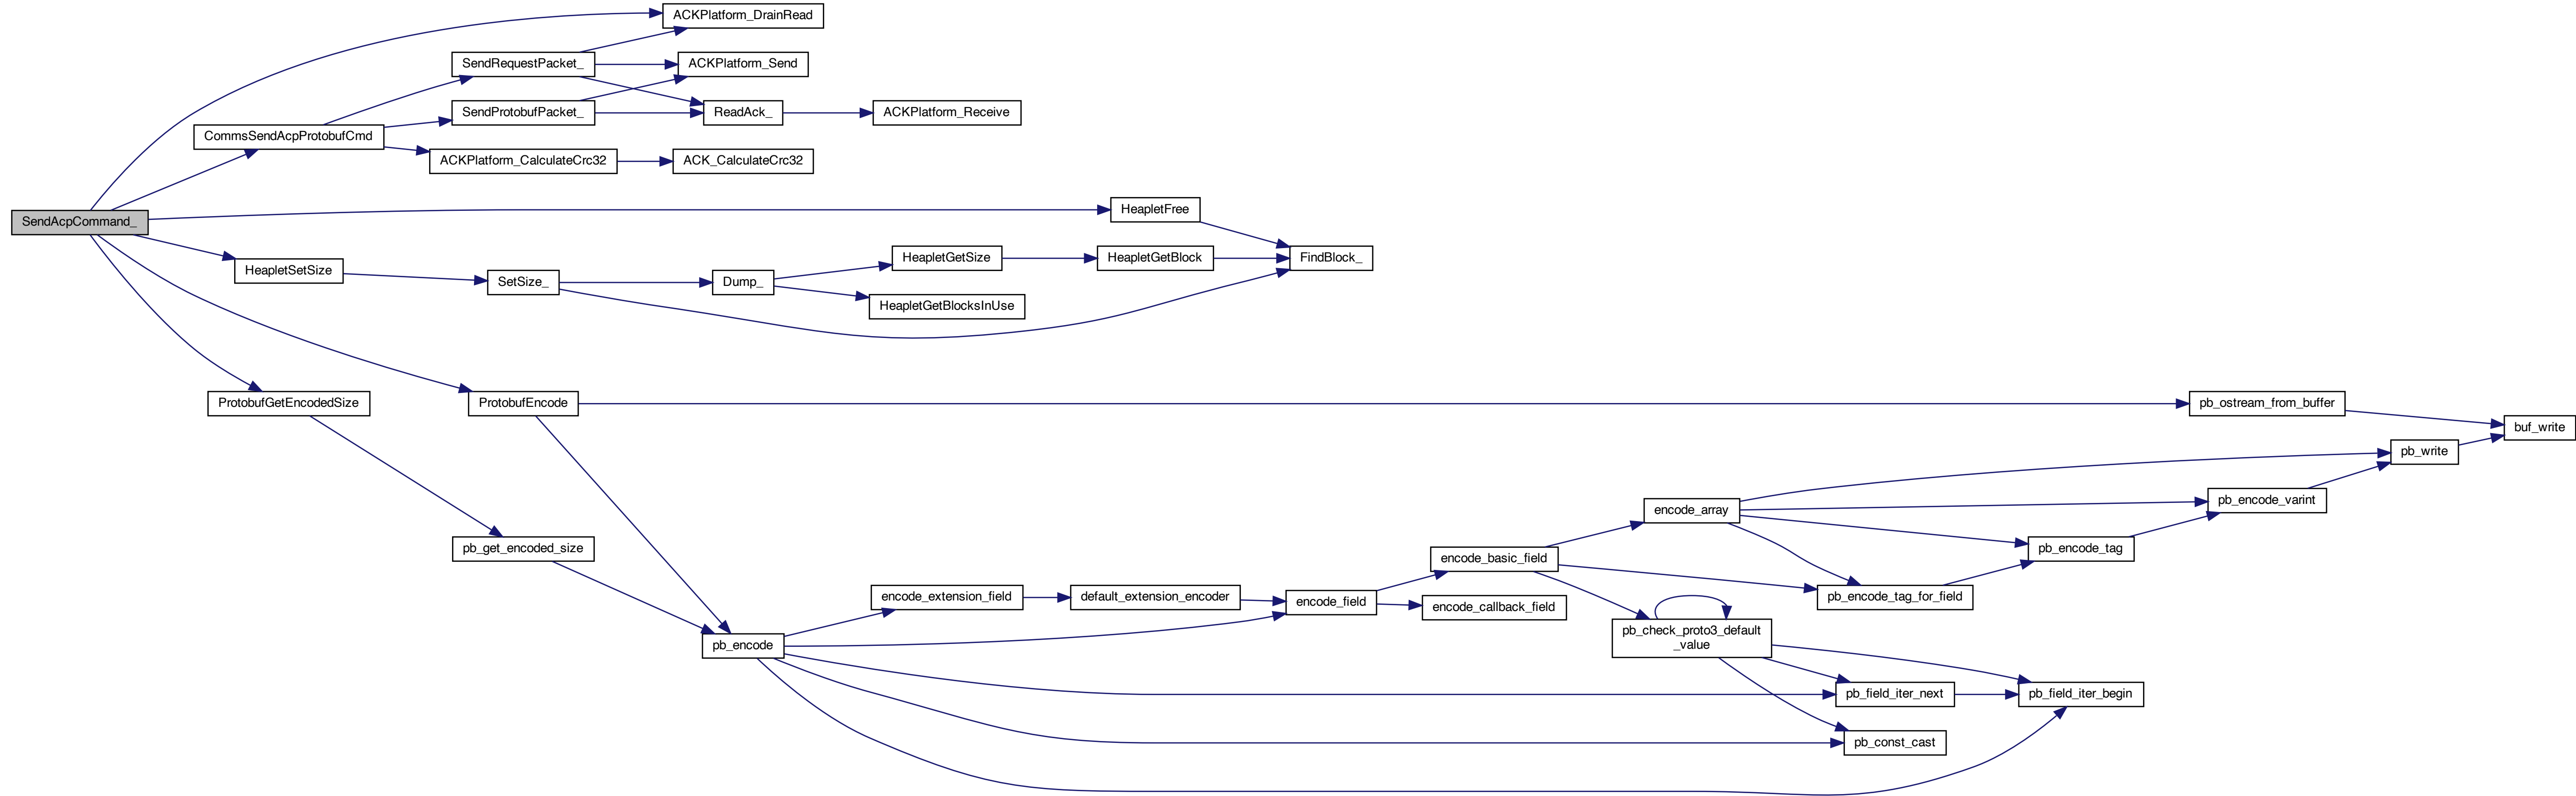 ACKPlatform_DrainRead
SendRequestPacket_
ACKPlatform_Send
SendProtobufPacket_
ReadAck_
ACKPlatform_Receive
CommsSendAcpProtobufCmd
ACKPlatform_CalculateCrc32
ACK_CalculateCrc32
SendAcpCommand_
HeapletFree
HeapletSetSize
SetSize_
Dump_
HeapletGetSize
HeapletGetBlock
FindBlock_
HeapletGetBlocksInUse
ProtobufGetEncodedSize
ProtobufEncode
pb_ostream_from_buffer
buf_write
pb_write
pb_encode_varint
encode_array
pb_encode_tag
pb_get_encoded_size
encode_basic_field
pb_encode_tag_for_field
encode_extension_field
default_extension_encoder
encode_field
encode_callback_field
pb_check_proto3_default
_value
pb_encode
pb_field_iter_next
pb_field_iter_begin
pb_const_cast